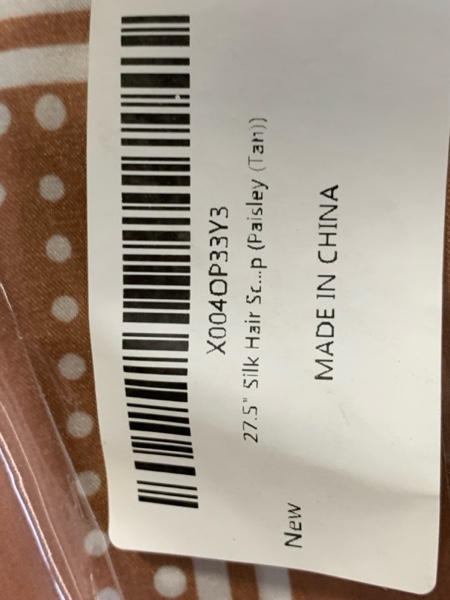 X004OP33Y3
27.5" Silk Hair Sc...p (Paisley (Tan))
New
MADE IN CHINA